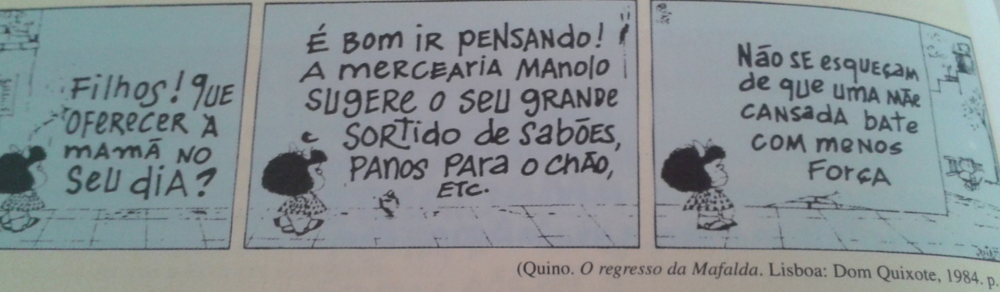 Filhos! QUE
OFERECER À
MAMÃ NO
SEU diA?
É BOM iR PENSANdo!
A MERCEAriA MANolo
SUGERE O SEU GRANDE
SORTido de SABÕES,
PANos PARa o CHÃO,
ETC.
NÃO SE esQUEÇAM
de QUE UMA MÃE
CANSAdA bATE
COM MENOS
FORÇA
(Quino. O regresso da Mafalda. Lisboa: Dom Quixote, 1984. p.